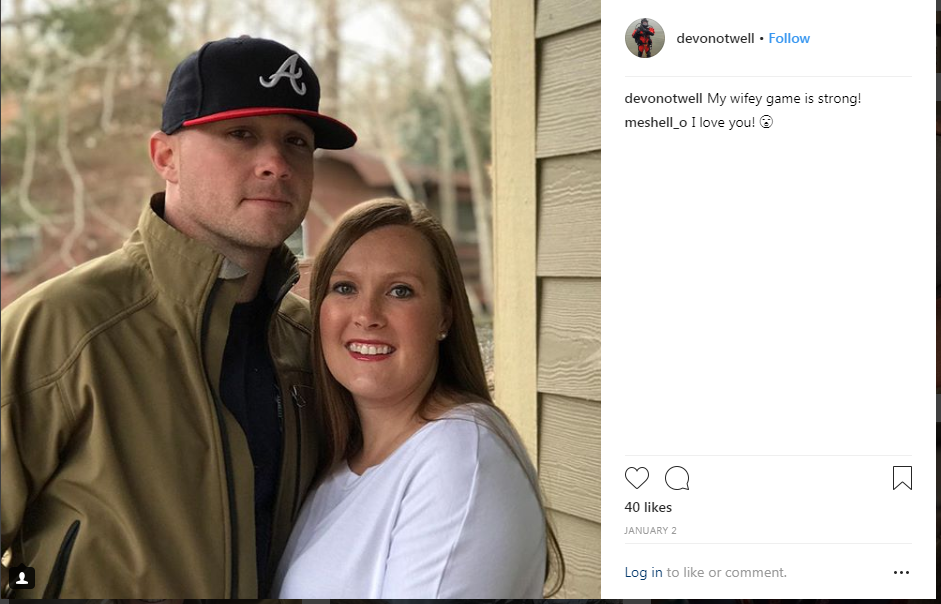 A
devonotwell • Follow
devonotwell My wifey game is strong!
meshell_o I love you! 😮
40 likes
JANUARY 2
Log in to like or comment.